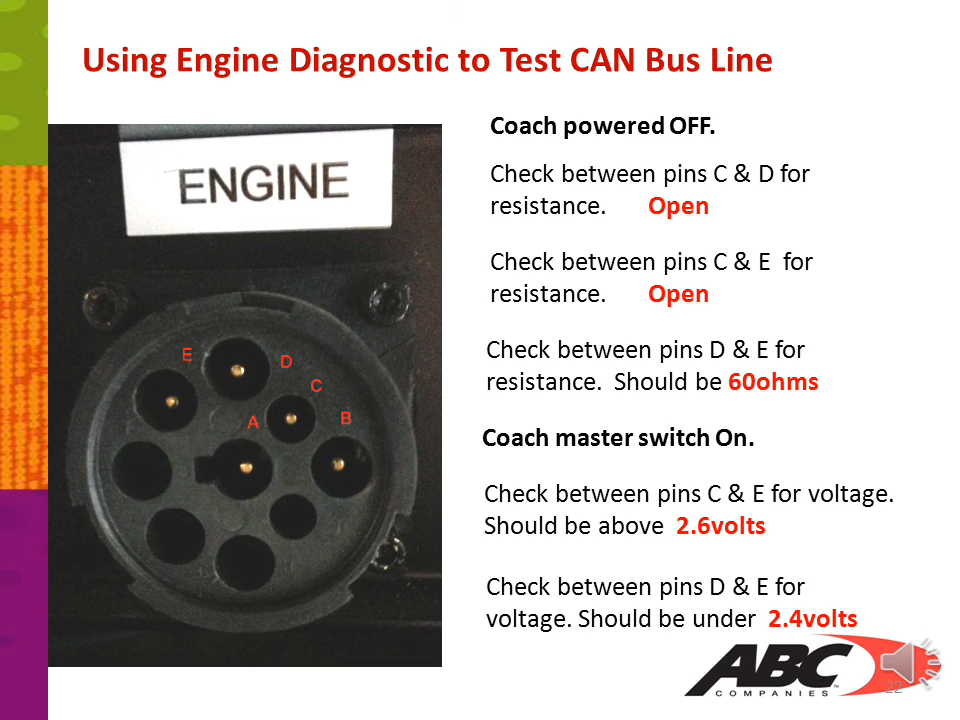 Using Engine Diagnostic to Test CAN Bus Line
ENGINE
E
D
C
A
B
Coach powered OFF.
Check between pins C & D for
resistance. Open
Check between pins C & E for
resistance. Open
Check between pins D & E for
resistance. Should be 60ohms
Coach master switch On.
Check between pins C & E for voltage.
Should be above 2.6volts
Check between pins D & E for
voltage. Should be under 2.4volts
ABC
COMPANIES
22